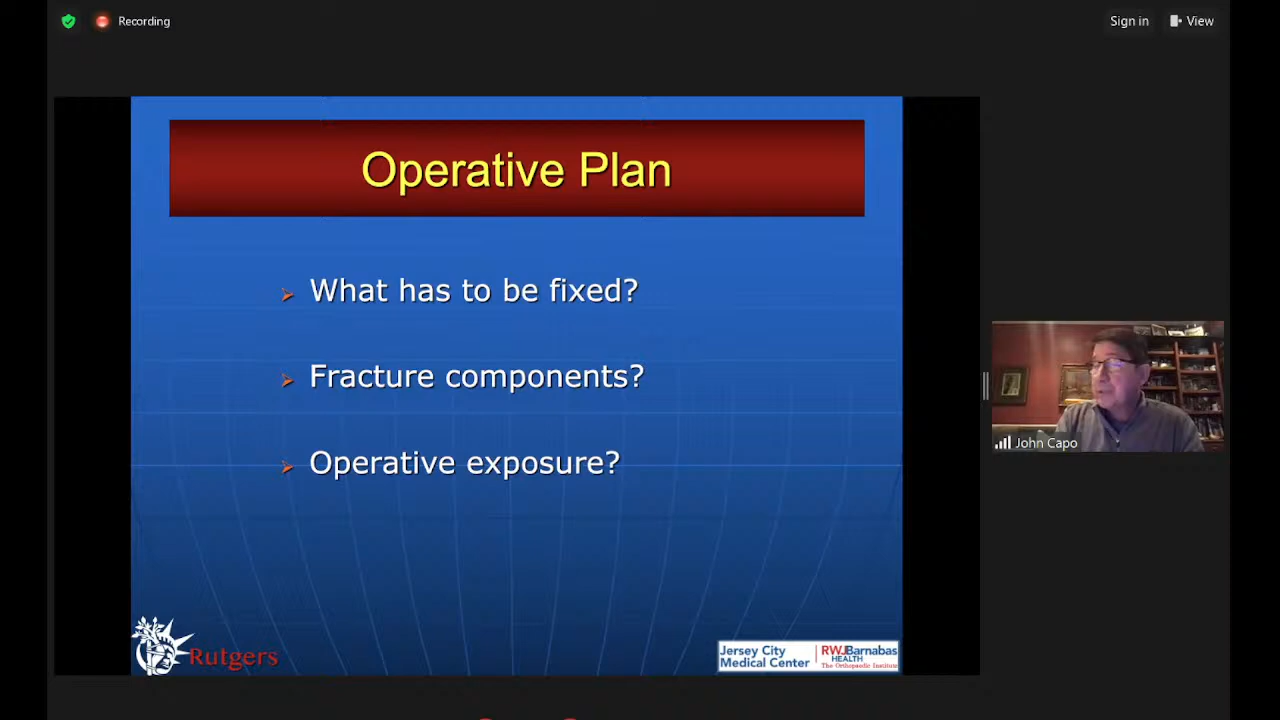 Recording
Sign in
View
Operative Plan
What has to be fixed?
Fracture components?
Operative exposure?
John Capo
Rutgers
Jersey City
Medical Center
RWJBarnabas
HEALTH
The Orthopaedic Institute